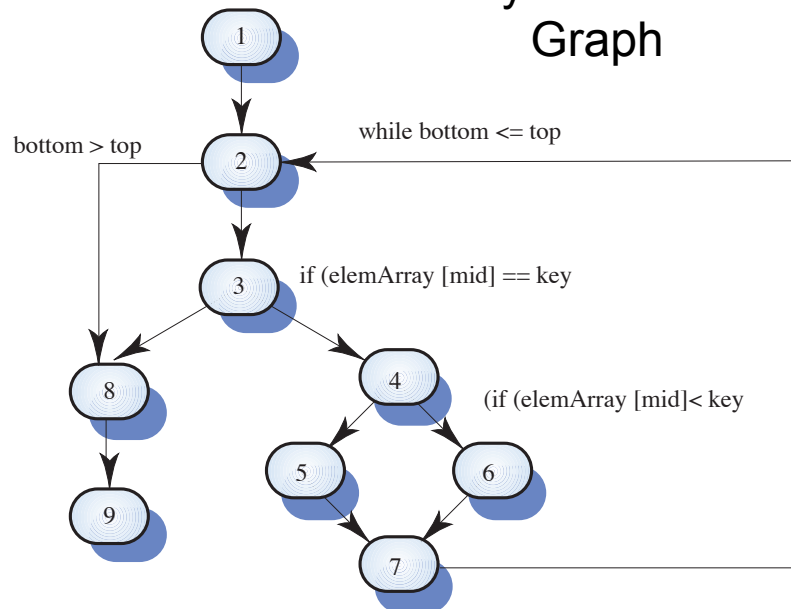 Graph
1
bottom > top
while bottom <= top
2
3
if (elemArray [mid] == key
8
4
(if (elemArray [mid]< key
5
6
9
7